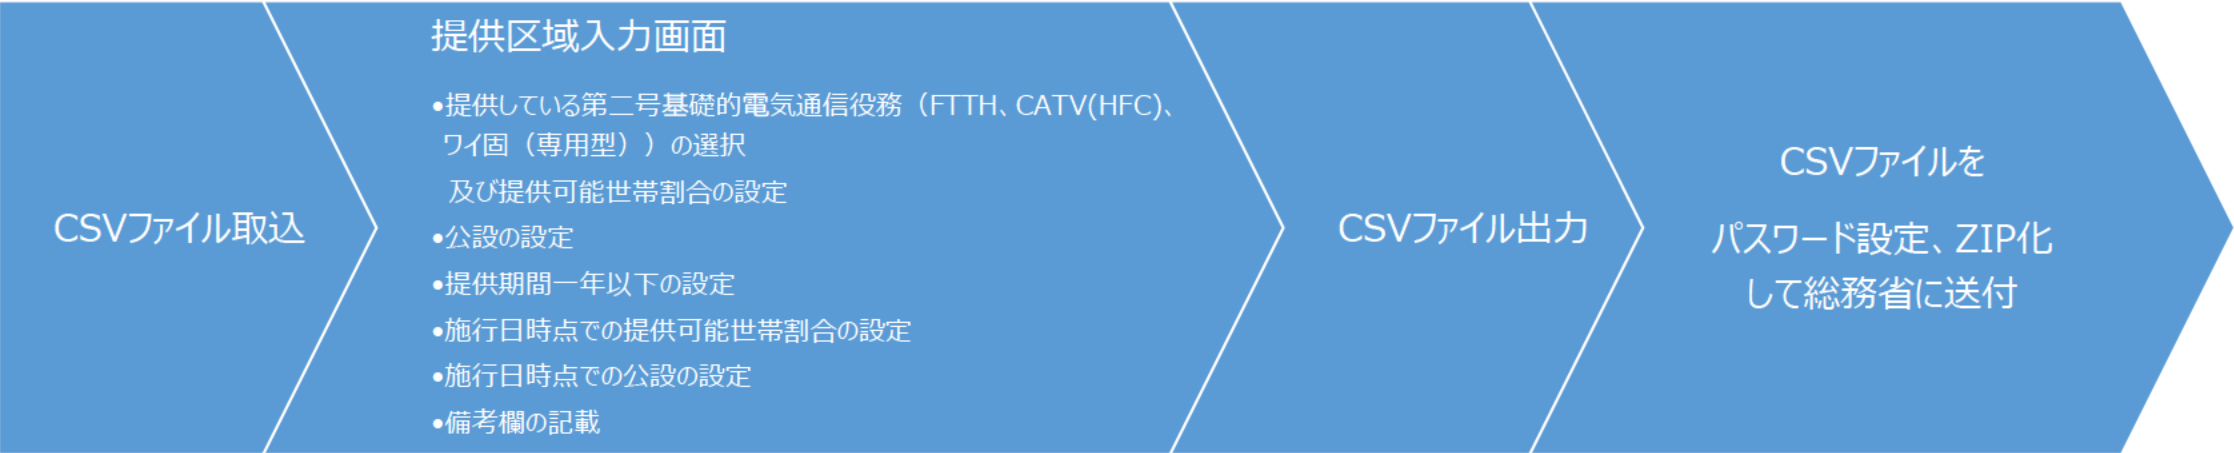 CSVファイル取込
提供区域入力画面
•提供している第二号基礎的電気通信役務（FTTH、CATV(HFC)、
ワイ固（専用型））の選択
及び提供可能世帯割合の設定
•公設の設定
•提供期間一年以下の設定
•施行日時点での提供可能世帯割合の設定
•施行日時点での公設の設定
•備考欄の記載
CSVファイル出力
CSVファイルを
パスワード設定、ZIP化
して総務省に送付